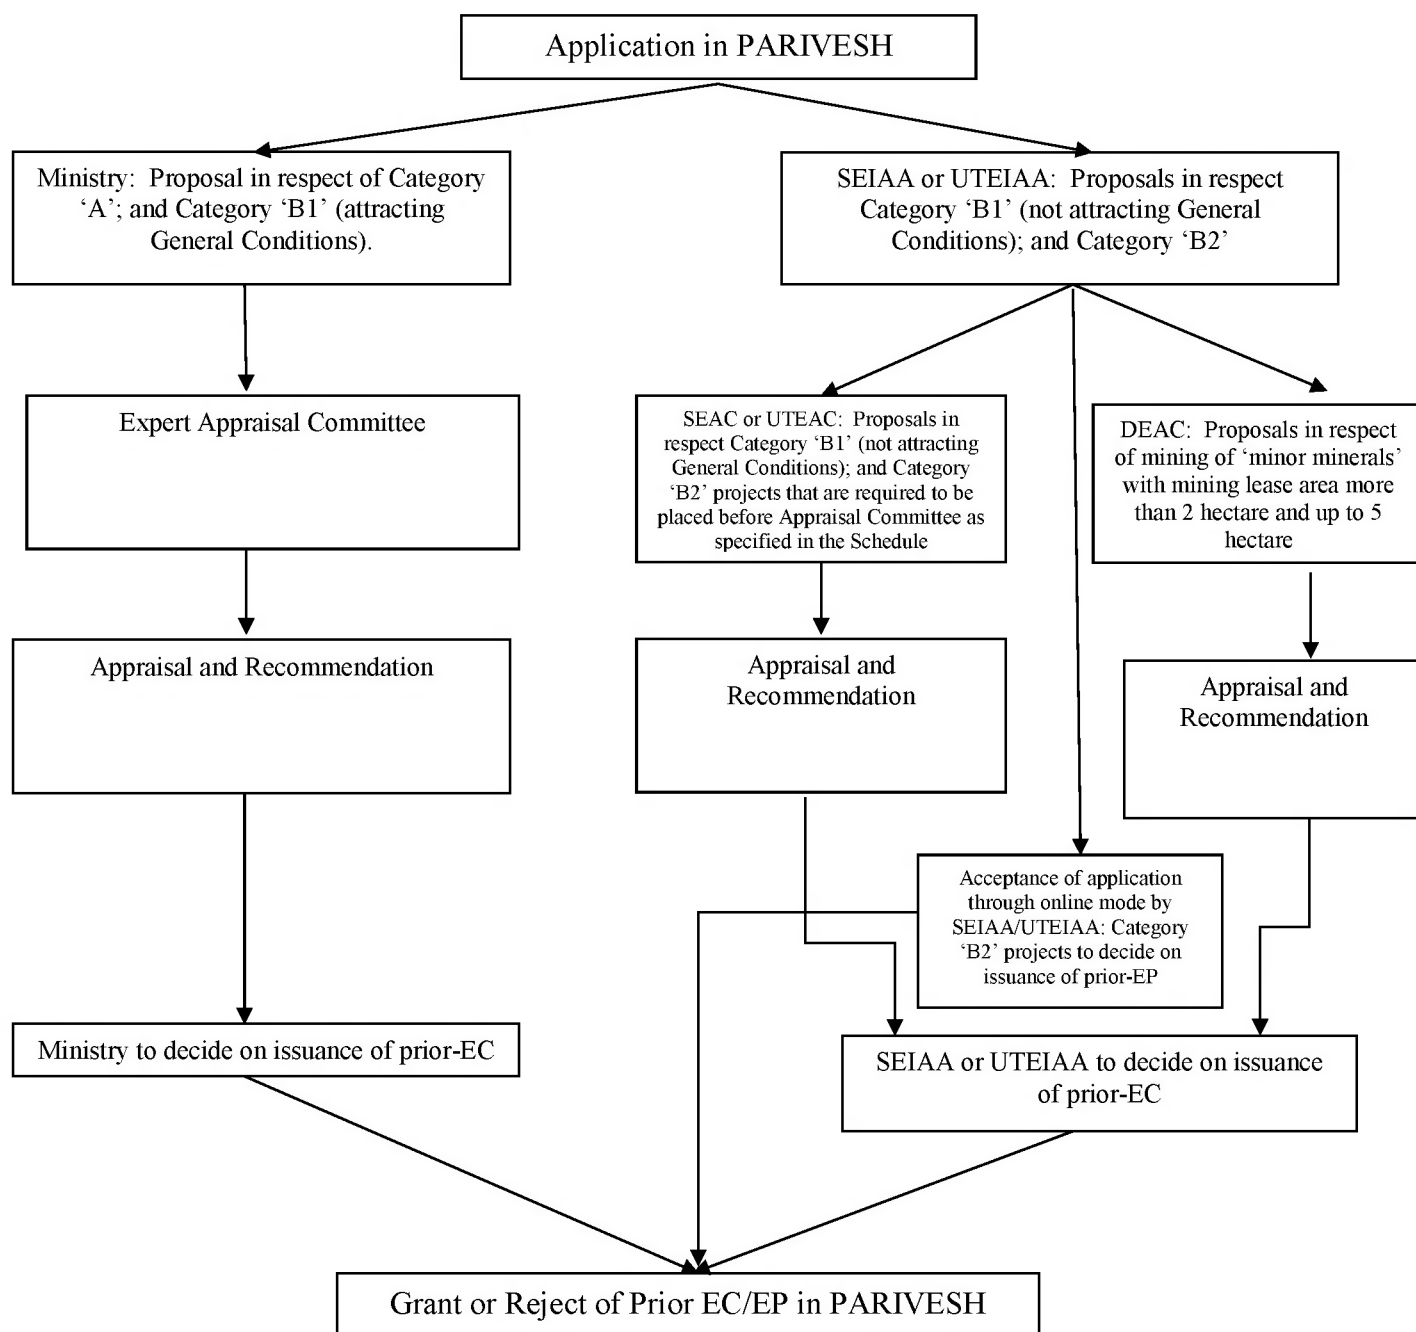 Application in PARIVESH
Ministry:  Proposal in respect of Category
‘A’; and Category ‘B1’ (attracting
General Conditions).
SEIAA or UTEIAA:  Proposals in respect
Category ‘B1’ (not attracting General
Conditions); and Category ‘B2’
Expert Appraisal Committee
SEAC or UTEAC:  Proposals in
respect Category ‘B1’ (not attracting
General Conditions); and Category
‘B2’ projects that are required to be
placed before Appraisal Committee as
specified in the Schedule
DEAC:  Proposals in respect
of mining of ‘minor minerals’
with mining lease area more
than 2 hectare and up to 5
hectare
Appraisal and Recommendation
Appraisal and
Recommendation
Appraisal and
Recommendation
Acceptance of application
through online mode by
SEIAA/UTEIAA: Category
‘B2’ projects to decide on
issuance of prior-EP
Ministry to decide on issuance of prior-EC
SEIAA or UTEIAA to decide on issuance
of prior-EC
Grant or Reject of Prior EC/EP in PARIVESH